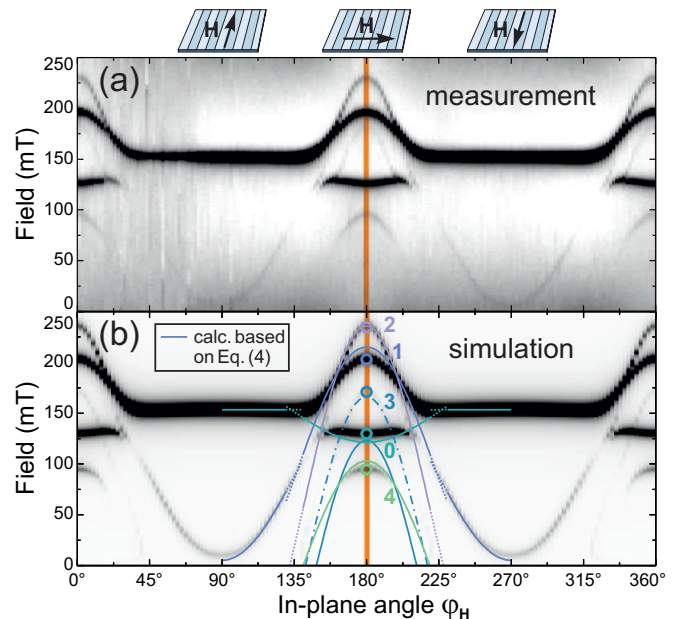 H H H
(a) measurement
250
200
150
100
50
0
Field (mT)
(b) calc. based
on Eq. (4)
simulation
2
1
3
0
4
250
200
150
100
50
0
Field (mT)
0° 45° 90° 135° 180° 225° 270° 315° 360°
In-plane angle φH